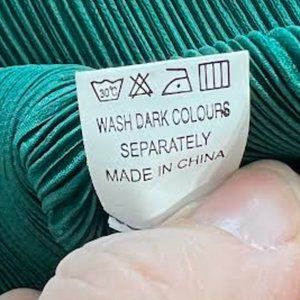 30°C
WASH DARK COLOURS
SEPARATELY
MADE IN CHINA